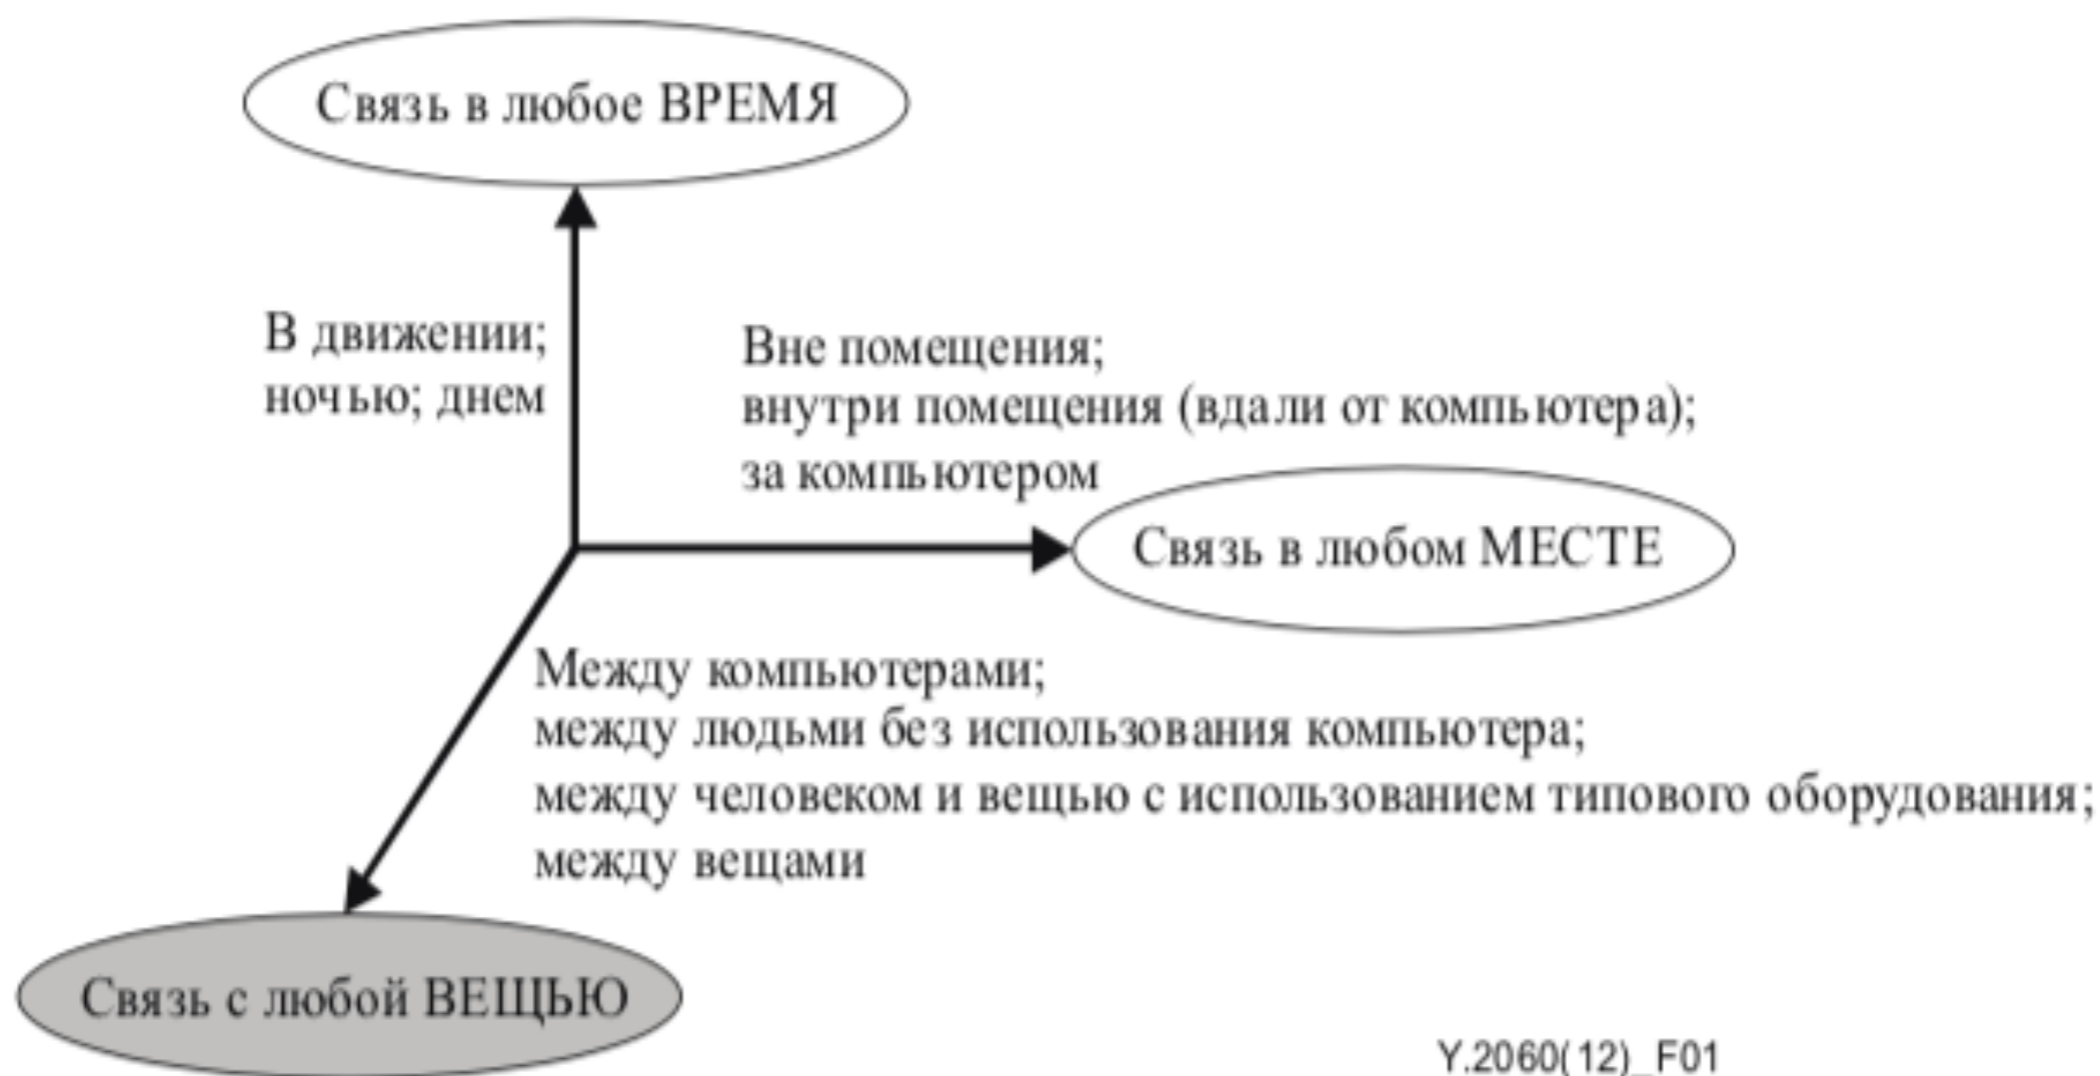 Связь в любое ВРЕМЯ
В движении;
ночью; днем
Вне помещения;
внутри помещения (вдали от компьютера);
за компьютером
Связь в любом МЕСТЕ
Между компьютерами;
между людьми без использования компьютера;
между человеком и вещью с использованием типового оборудования;
между вещами
Связь с любой ВЕЩЬЮ
Y.2060(12)_F01